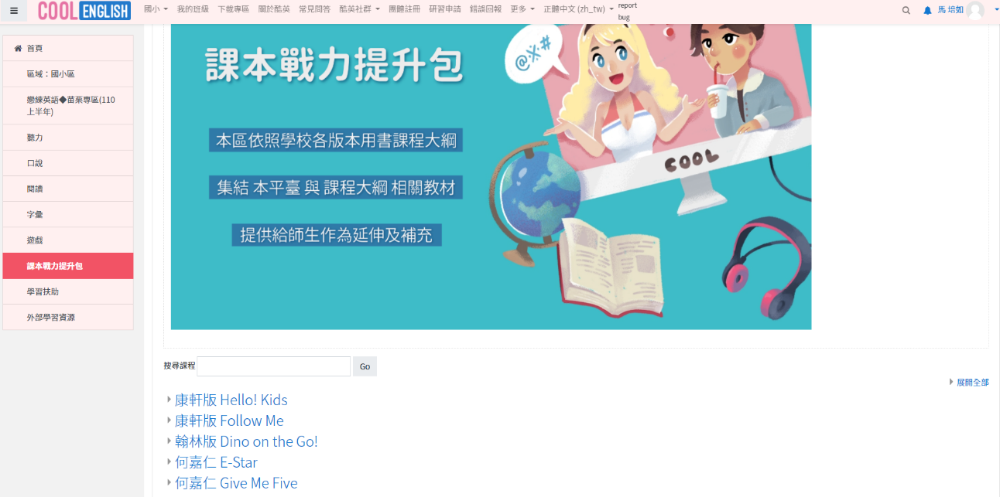 COOL ENGLISH
國小
我的班級
下載專區
關於酷英
常見問答
酷英社群
團體註冊
研習申請
錯誤回報
更多
正體中文 (zh_tw)
report
bug
馬 培如
首頁
區域：國小區
戀練英語◆苗栗專區(110
上半年)
聽力
口說
閱讀
字彙
遊戲
課本戰力提升包
學習扶助
外部學習資源
課本戰力提升包
@※#
本區依照學校各版本用書課程大綱
集結 本平臺 與 課程大綱 相關教材
提供給師生作為延伸及補充
COOL
搜尋課程
Go
展開全部
康軒版 Hello! Kids
康軒版 Follow Me
翰林版 Dino on the Go!
何嘉仁 E-Star
何嘉仁 Give Me Five